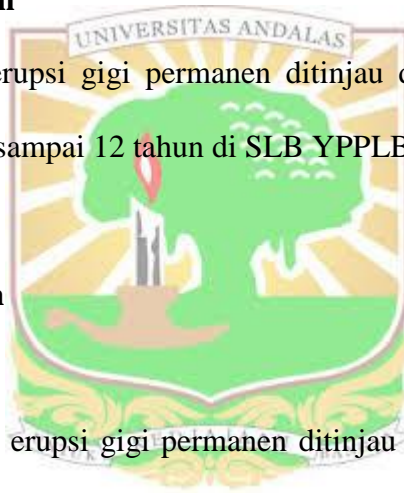 UNIVERSITAS ANDALAS
erupsi gigi permanen ditinjau
sampai 12 tahun di SLB YPPLB
erupsi gigi permanen ditinjau